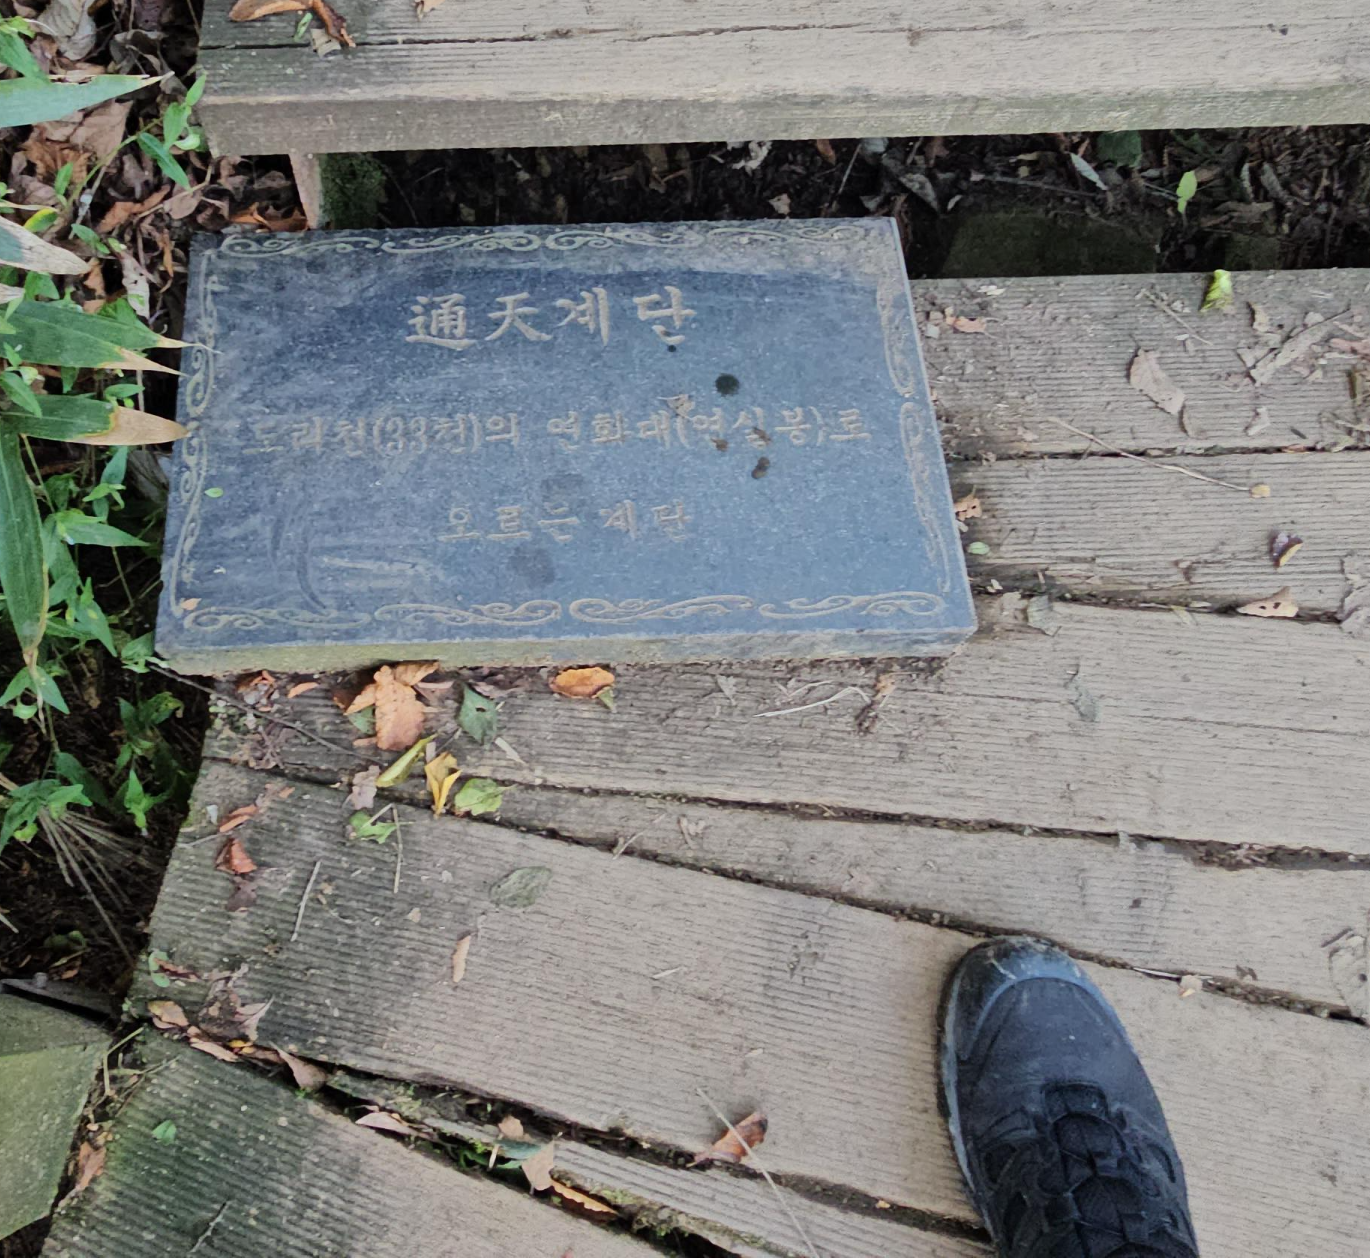 通天계단
도리천(33천)의 연화대(연실봉)로
오르는 계단